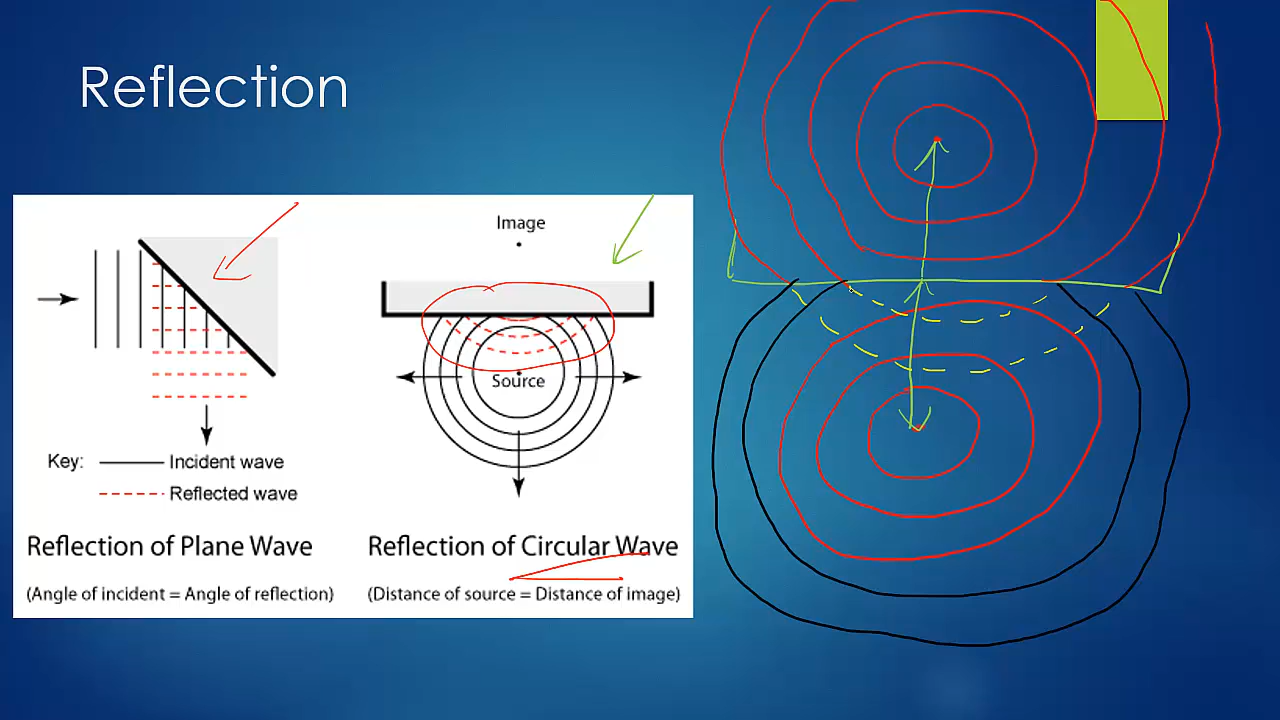 Reflection
Image
Source
Key:
Incident wave
Reflected wave
Reflection of Plane Wave
(Angle of incident = Angle of reflection)
Reflection of Circular Wave
(Distance of source = Distance of image)